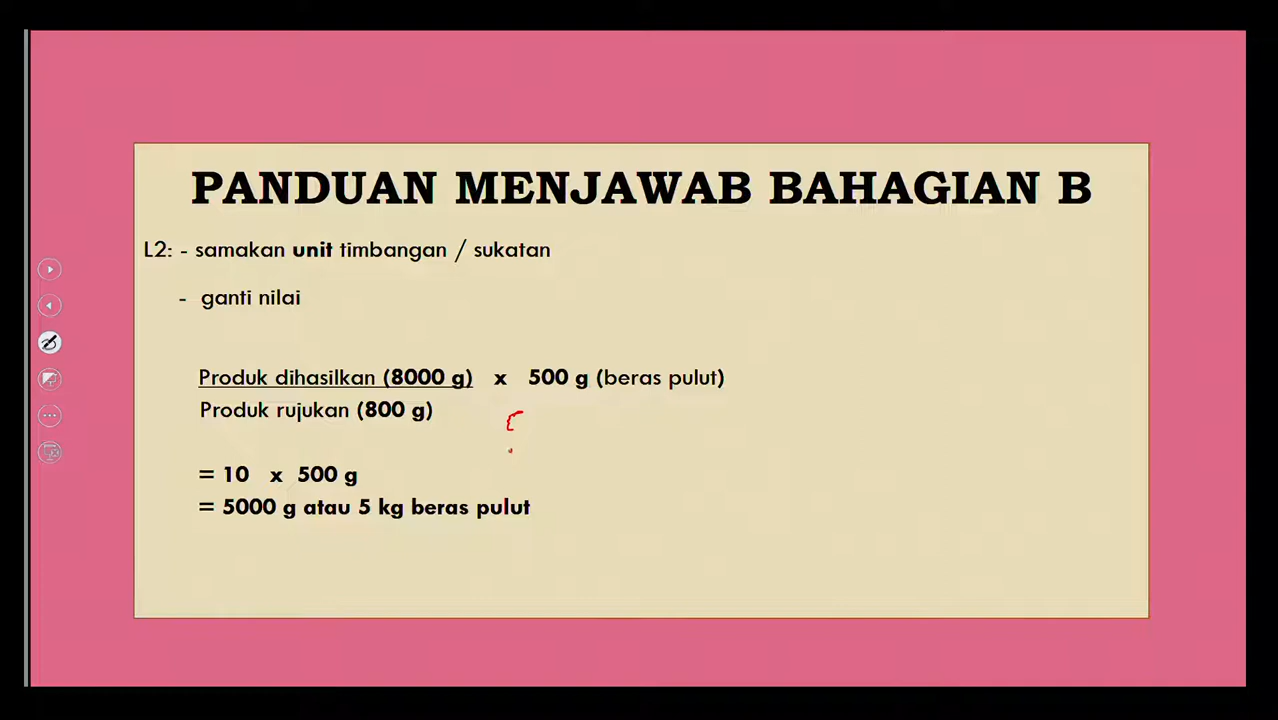 PANDUAN MENJAWAB BAHAGIAN B
L2: - samakan unit timbangan / sukatan
- ganti nilai
Produk dihasilkan (8000 g) x 500 g (beras pulut)
Produk rujukan (800 g)
= 10 x 500 g
= 5000 g atau 5 kg beras pulut